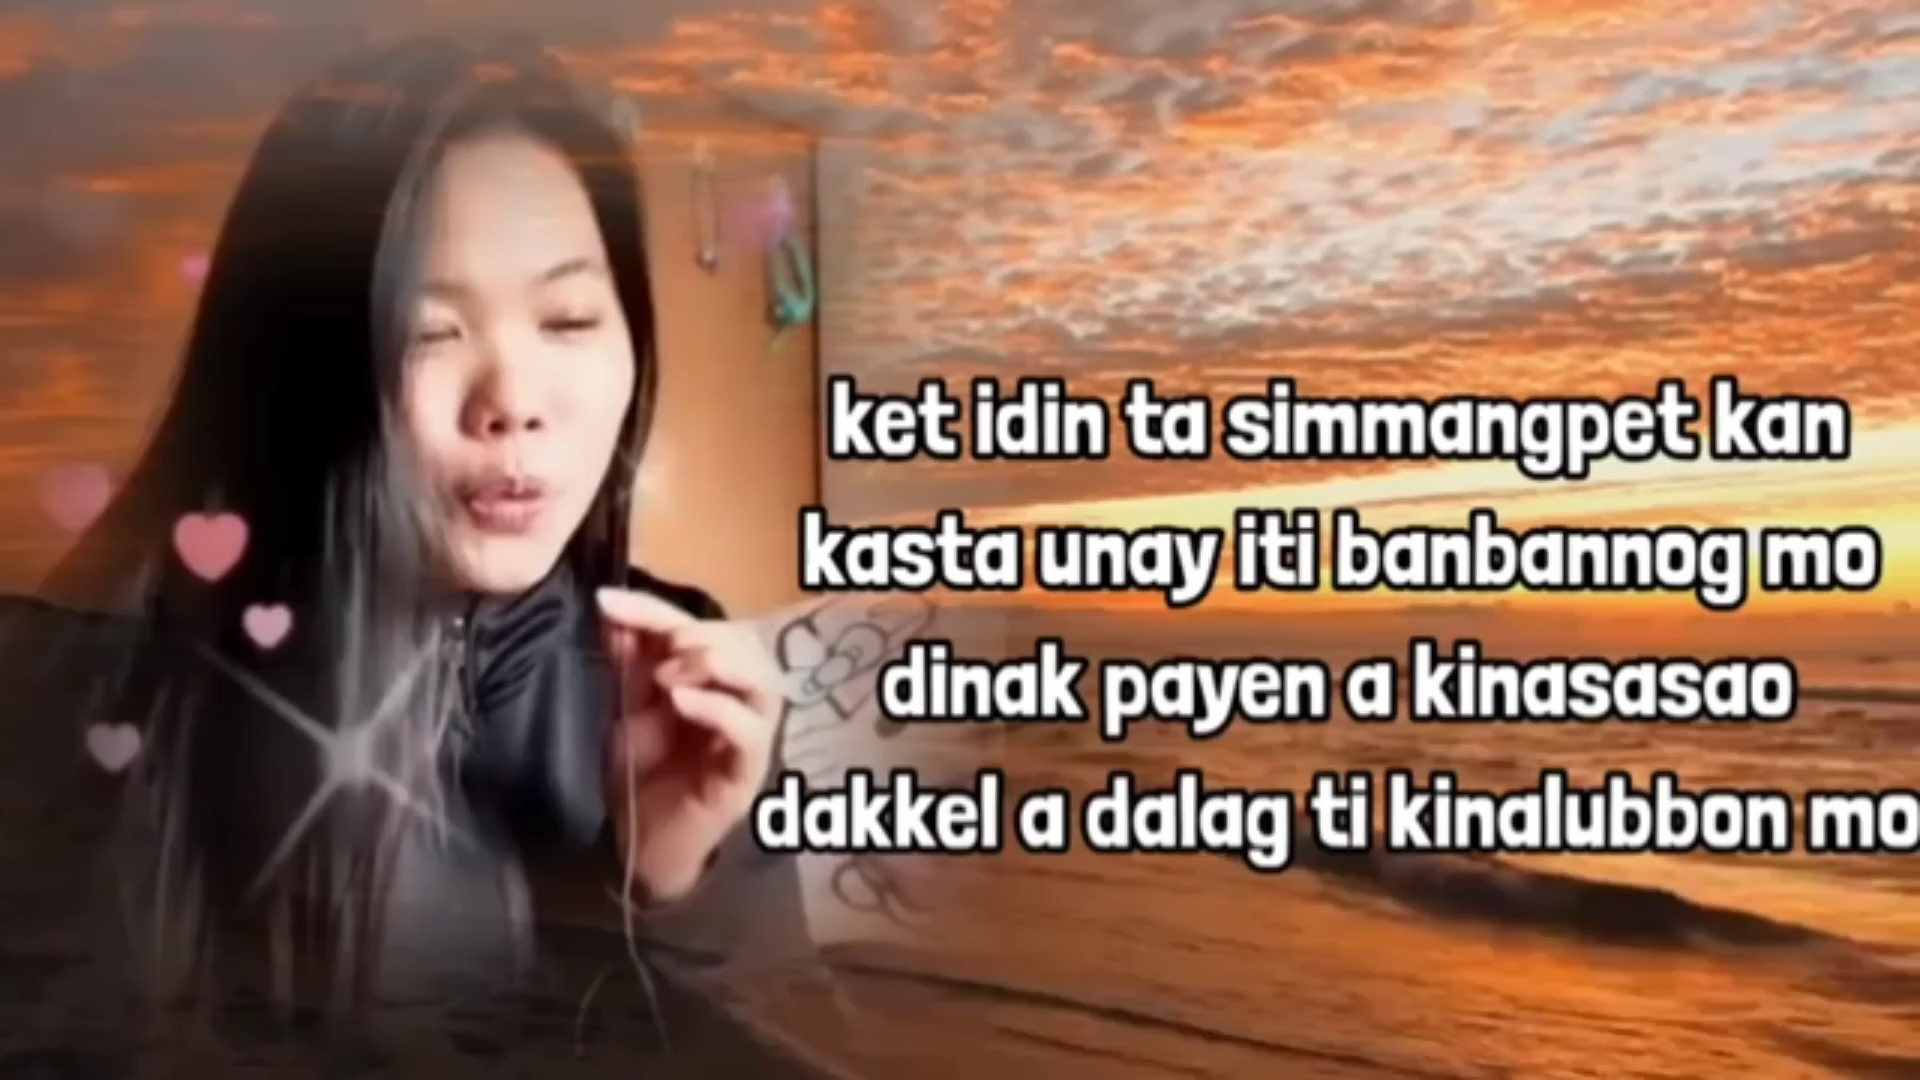 ket idin ta simmangpet kan
kasta unay iti banbannog mo
dinak payen a kinasasao
dakkel a dalag ti kinalubbon mo